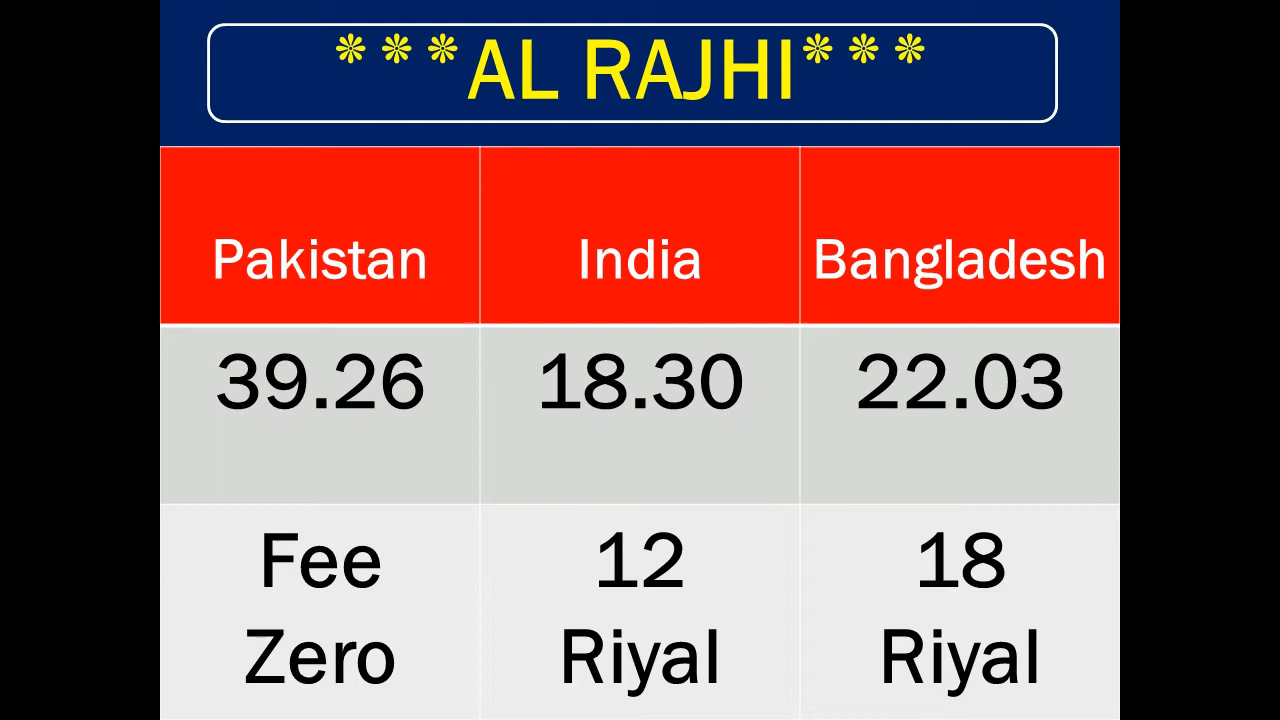 ***AL RAJHI***
Pakistan India Bangladesh
39.26 18.30 22.03
Fee 12 18
Zero Riyal Riyal